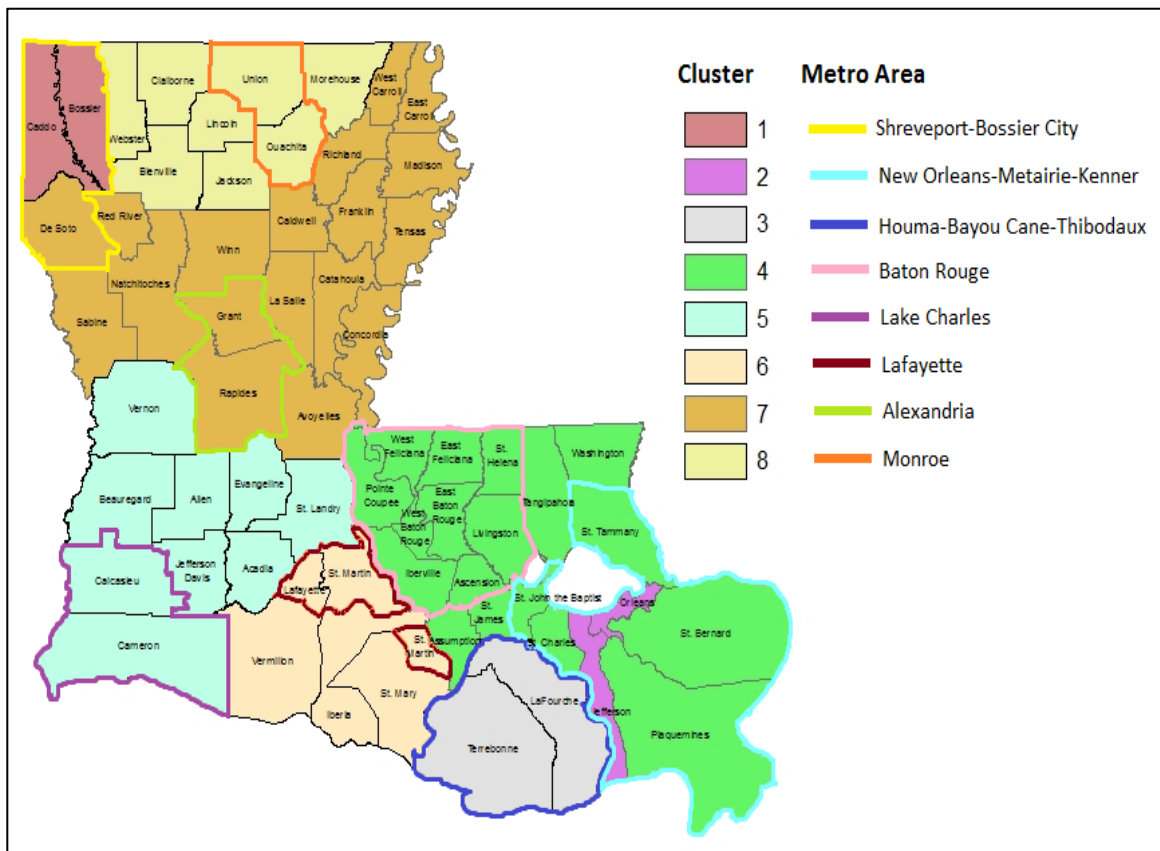 Cluster Metro Area
1 Shreveport-Bossier City
2 New Orleans-Metairie-Kenner
3 Houma-Bayou Cane-Thibodaux
4 Baton Rouge
5 Lake Charles
6 Lafayette
7 Alexandria
8 Monroe
Caddo
Bossier
Webster
Claiborne
Union
Morehouse
West
Carroll
East
Carroll
Lincoln
Ouachita
Bienville
Jackson
Richland
Madison
De Soto
Red River
Caldwell
Franklin
Tensas
Winn
Natchitoches
Sabine
Grant
La Salle
Catahoula
Concordia
Rapides
Avoyelles
Vernon
Beauregard
Allen
Evangeline
St. Landry
West
Feliciana
East
Feliciana
St.
Helena
Washington
Pointe
Coupee
East
Baton
Rouge
West
Baton
Rouge
Livingston
Tangipahoa
St. Tammany
Calcasieu
Jefferson
Davis
Acadia
Lafayette
St. Martin
Iberville
Ascension
St. John the Baptist
Orleans
St. Bernard
Cameron
Vermilion
St.
Martin
Assumption
St.
James
St. Charles
Iberia
St. Mary
LaFourche
Jefferson
Plaquemines
Terrebonne